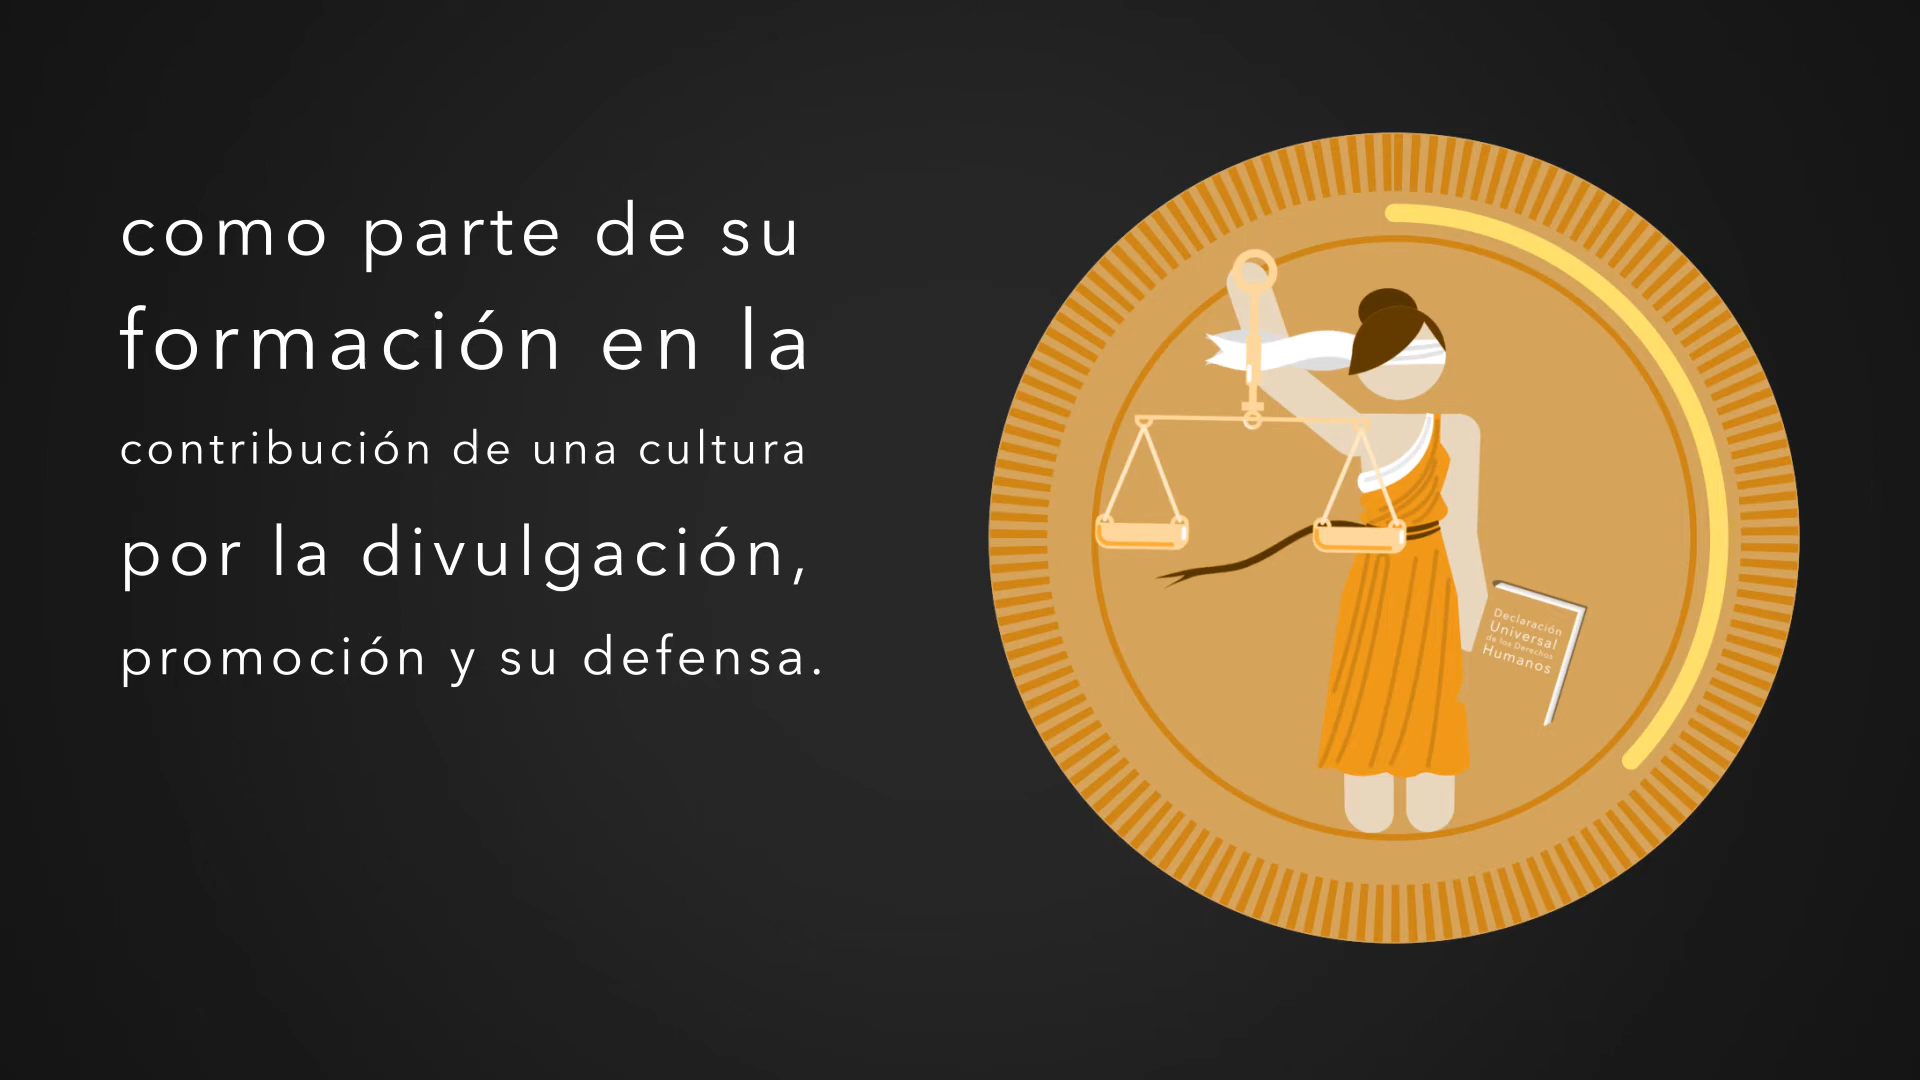 como parte de su
formación en la
contribución de una cultura
por la divulgación,
promoción y su defensa.
Declaración
Universal
de los Derechos
Humanos